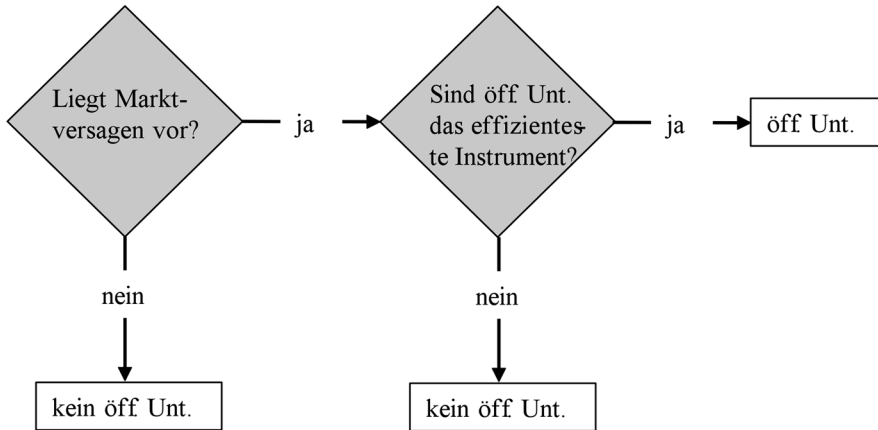 Liegt Markt-
versagen vor?
ja
Sind öff. Unt.
das effizientes-
te Instrument?
ja
öff. Unt.
nein
nein
kein öff. Unt.
kein öff. Unt.